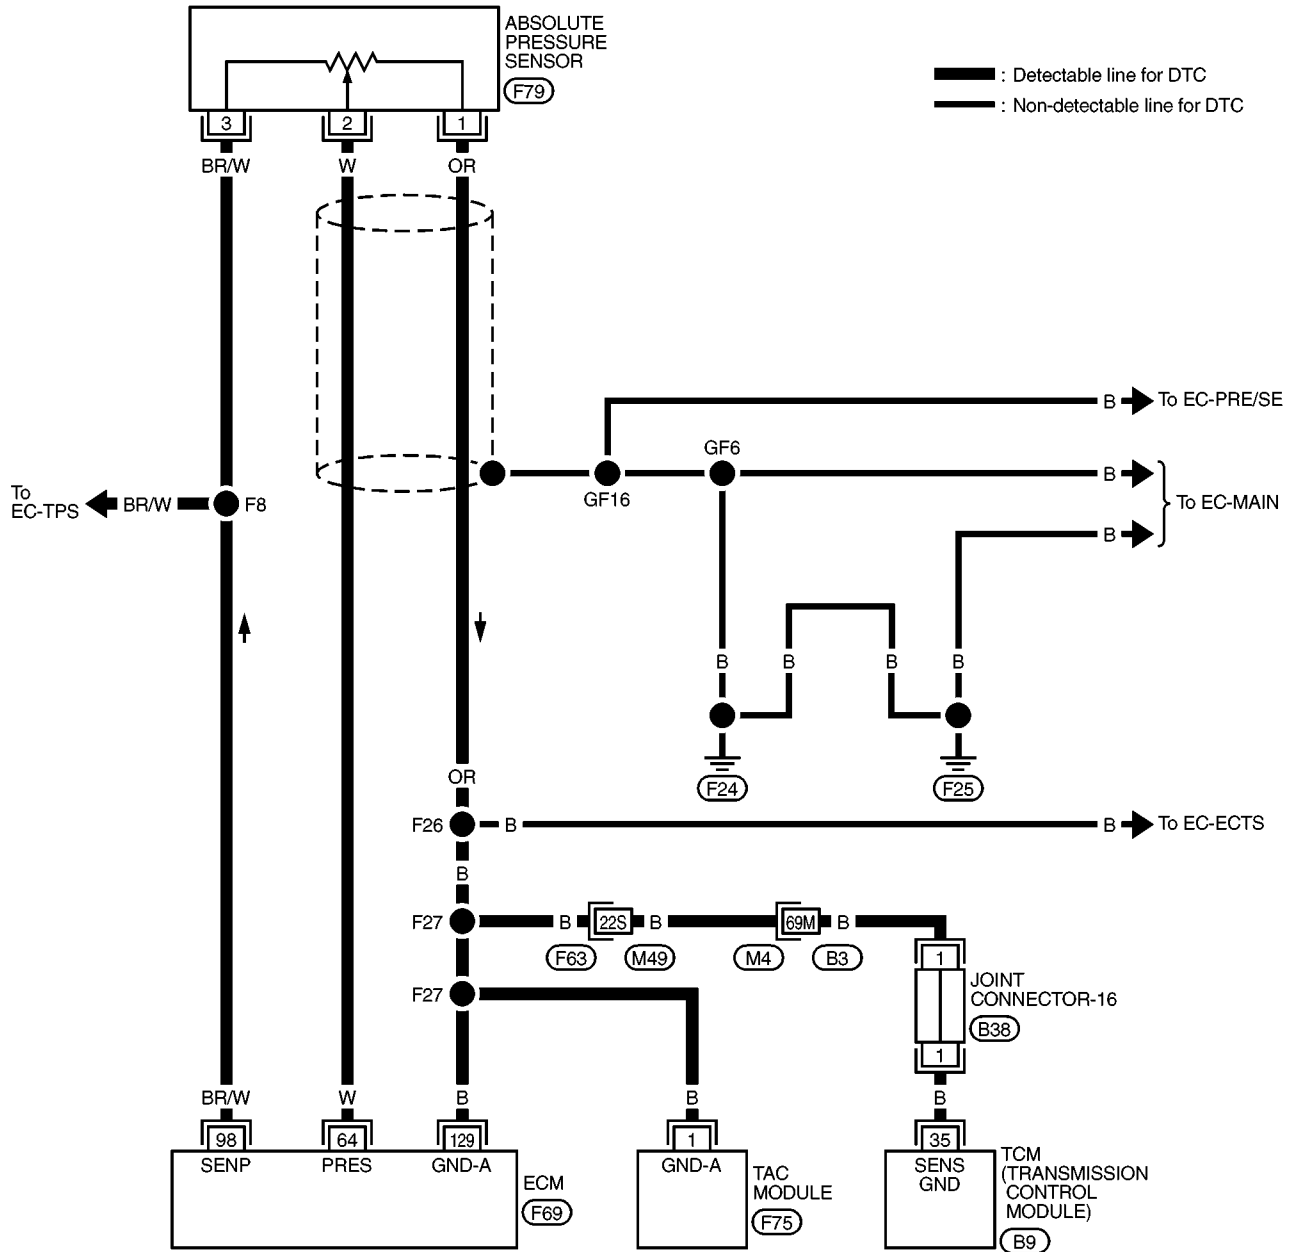 ABSOLUTE
PRESSURE
SENSOR
F79
: Detectable line for DTC
: Non-detectable line for DTC
3
2
1
BR/W
W
OR
B
To EC-PRE/SE
GF6
B
GF16
To EC-MAIN
To
EC-TPS
BR/W
F8
B
B
B
B
B
OR
F24
F25
F26
B
B
To EC-ECTS
B
F27
B
22S
B
69M
B
F63
M49
M4
B3
1
JOINT
CONNECTOR-16
F27
B38
1
BR/W
W
B
B
B
98
64
129
1
35
SENP
PRES
GND-A
ECM
F69
GND-A
TAC
MODULE
F75
SENS
GND
TCM
(TRANSMISSION
CONTROL
MODULE)
B9